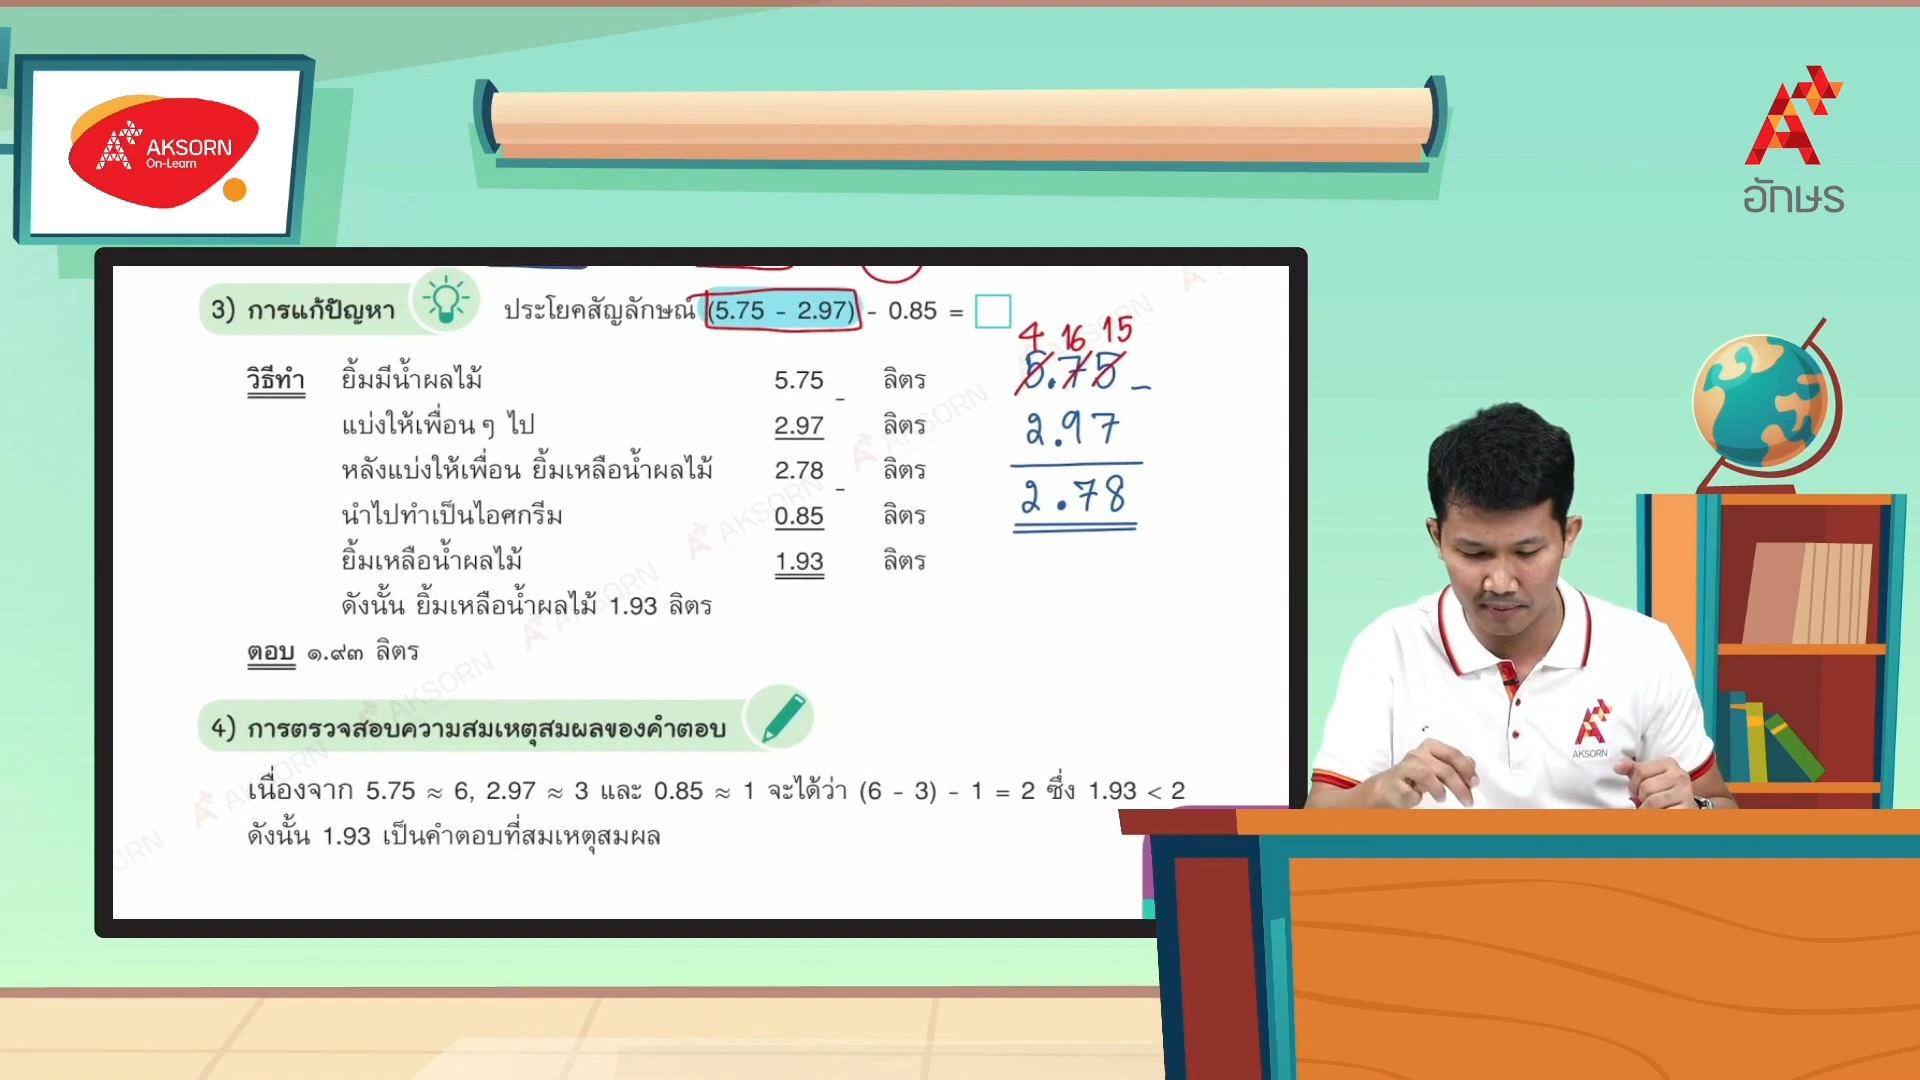 AKSORN
On-Learn
อักษร
3) การแก้ปัญหา ประโยคสัญลักษณ์ (5.75 - 2.97) - 0.85 = □
วิธีทำ ยิ้มมีน้ำผลไม้ 5.75 _ ลิตร
แบ่งให้เพื่อน ๆ ไป 2.97 ลิตร
หลังแบ่งให้เพื่อน ยิ้มเหลือน้ำผลไม้ 2.78 _ ลิตร
นำไปทำเป็นไอศกรีม 0.85 ลิตร
ยิ้มเหลือน้ำผลไม้ 1.93 ลิตร
ดังนั้น ยิ้มเหลือน้ำผลไม้ 1.93 ลิตร
ตอบ ๑.๙๓ ลิตร
4 16 15
5.75 -
2.97
2.78
4) การตรวจสอบความสมเหตุสมผลของคำตอบ
เนื่องจาก 5.75 ≈ 6, 2.97 ≈ 3 และ 0.85 ≈ 1 จะได้ว่า (6 - 3) - 1 = 2 ซึ่ง 1.93 < 2
ดังนั้น 1.93 เป็นคำตอบที่สมเหตุสมผล
AKSORN